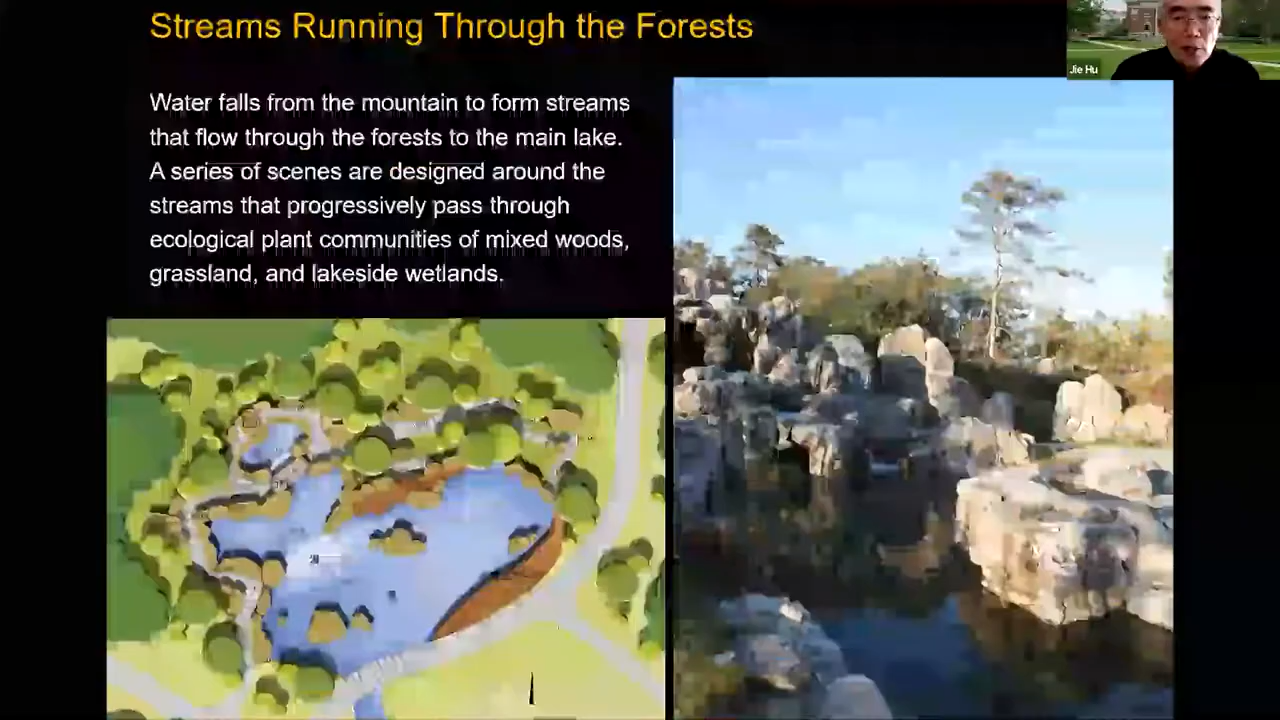 Streams Running Through the Forests
Jie Hu
Water falls from the mountain to form streams
that flow through the forests to the main lake.
A series of scenes are designed around the
streams that progressively pass through
ecological plant communities of mixed woods,
grassland, and lakeside wetlands.